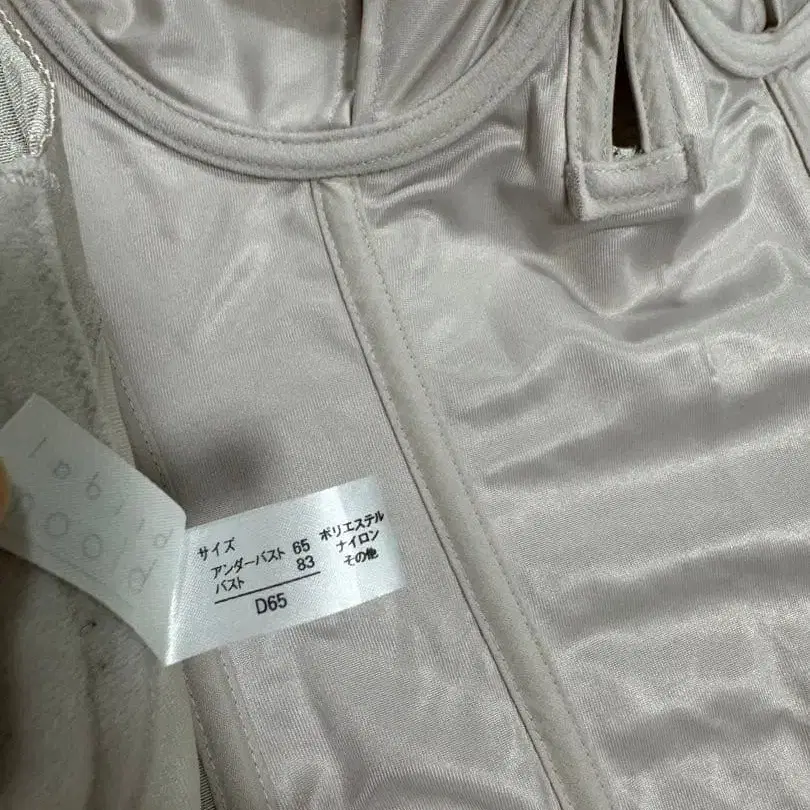 サイズ
アンダーバスト 65
バスト 83
D65
ポリエステル
ナイロン
その他